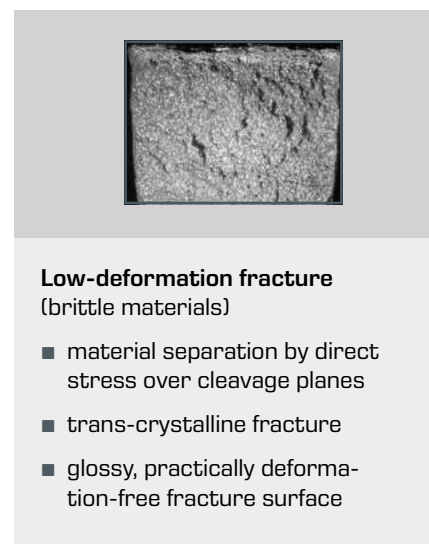 Low-deformation fracture
(brittle materials)
■ material separation by direct
stress over cleavage planes
■ trans-crystalline fracture
■ glossy, practically deforma-
tion-free fracture surface